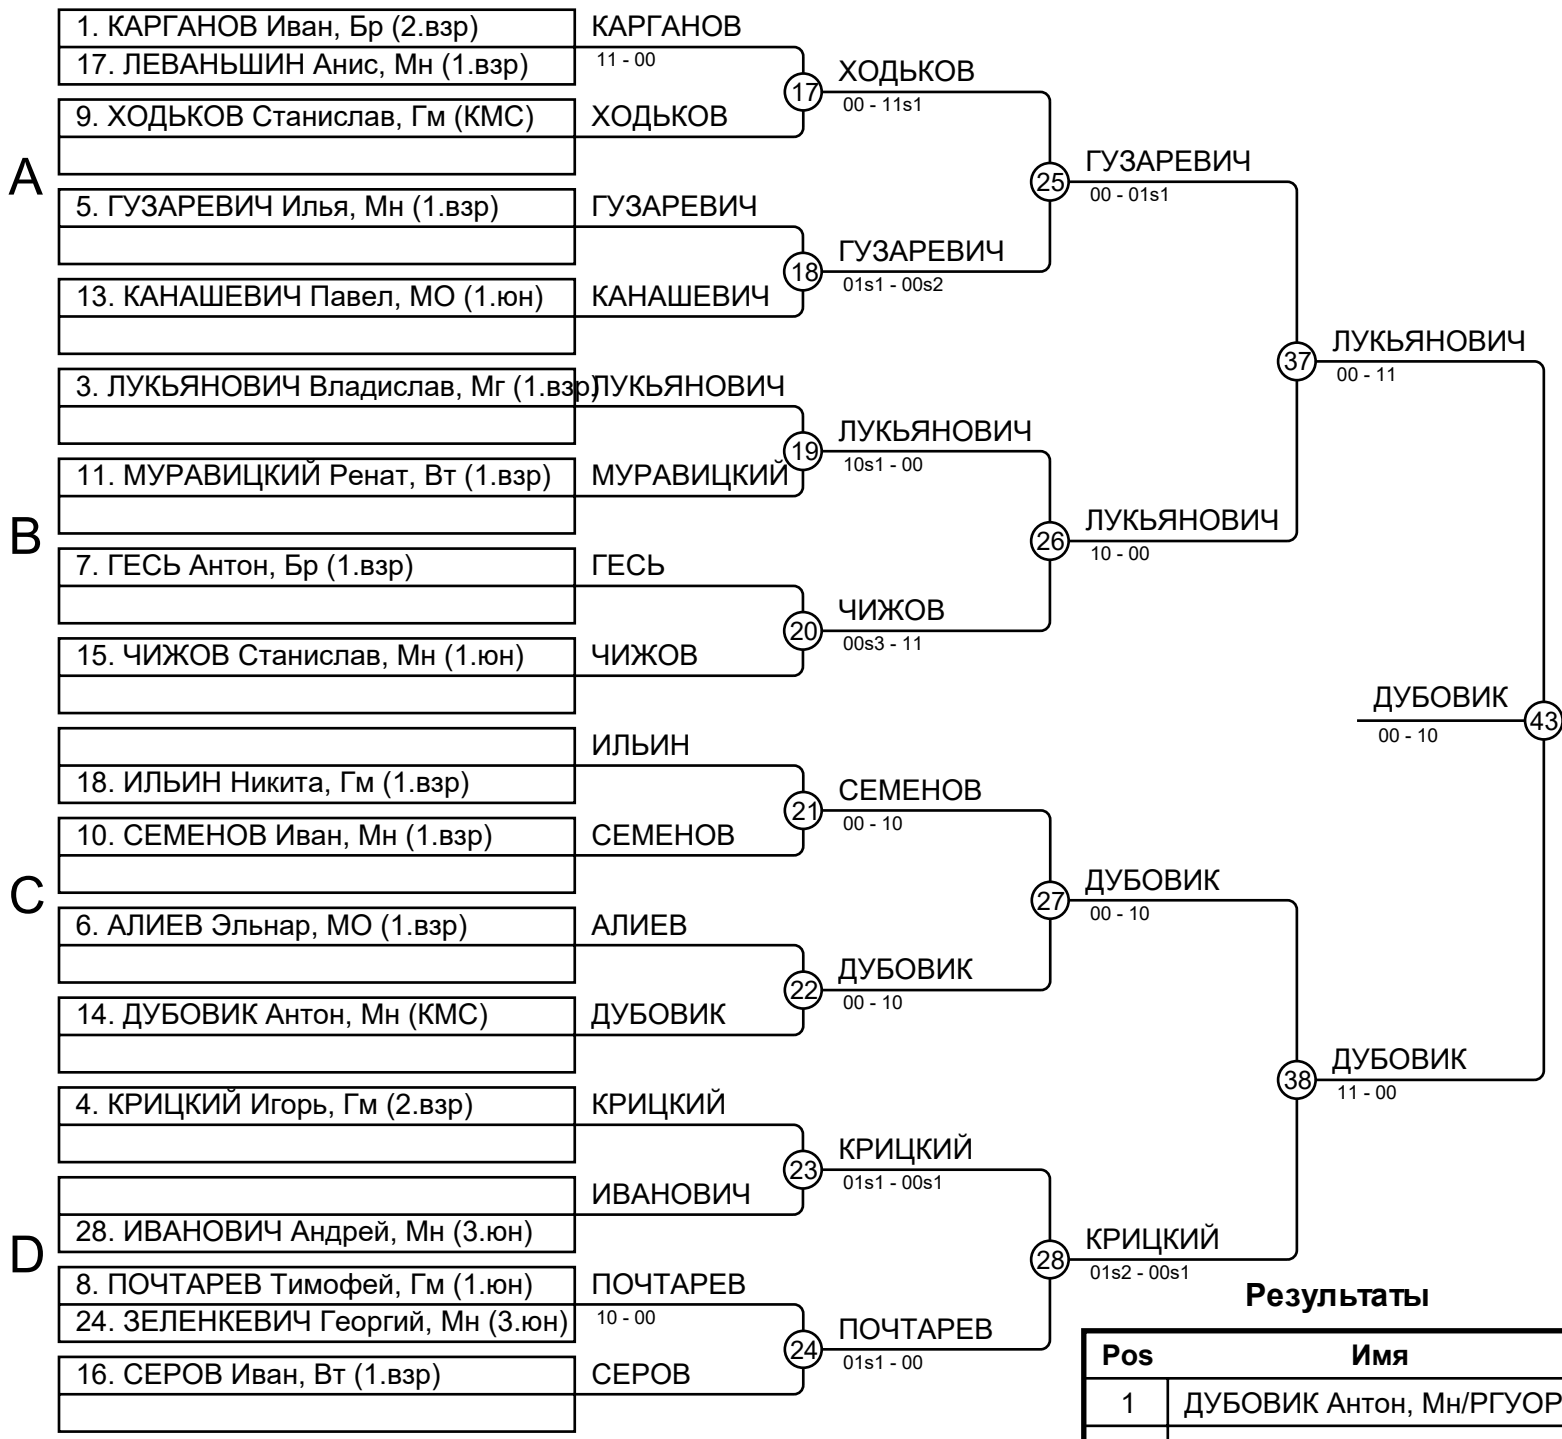 1. КАРГАНОВ Иван, Бр (2.взр)
17. ЛЕВАНЬШИН Анис, Мн (1.взр)
9. ХОДЬКОВ Станислав, Гм (КМС)
A
5. ГУЗАРЕВИЧ Илья, Мн (1.взр)
13. КАНАШЕВИЧ Павел, МО (1.юн)
3. ЛУКЬЯНОВИЧ Владислав, Мг (1.взр)
11. МУРАВИЦКИЙ Ренат, Вт (1.взр)
B
7. ГЕСЬ Антон, Бр (1.взр)
15. ЧИЖОВ Станислав, Мн (1.юн)
18. ИЛЬИН Никита, Гм (1.взр)
10. СЕМЕНОВ Иван, Мн (1.взр)
C
6. АЛИЕВ Эльнар, МО (1.взр)
14. ДУБОВИК Антон, Мн (КМС)
4. КРИЦКИЙ Игорь, Гм (2.взр)
28. ИВАНОВИЧ Андрей, Мн (3.юн)
D
8. ПОЧТАРЕВ Тимофей, Гм (1.юн)
24. ЗЕЛЕНКЕВИЧ Георгий, Мн (3.юн)
16. СЕРОВ Иван, Вт (1.взр)
КАРГАНОВ
11 - 00
ХОДЬКОВ
ГУЗАРЕВИЧ
КАНАШЕВИЧ
ЛУКЬЯНОВИЧ
МУРАВИЦКИЙ
ГЕСЬ
ЧИЖОВ
ИЛЬИН
СЕМЕНОВ
АЛИЕВ
ДУБОВИК
КРИЦКИЙ
ИВАНОВИЧ
ПОЧТАРЕВ
10 - 00
СЕРОВ
17
ХОДЬКОВ
00 - 11s1
18
ГУЗАРЕВИЧ
01s1 - 00s2
19
ЛУКЬЯНОВИЧ
10s1 - 00
20
ЧИЖОВ
00s3 - 11
21
СЕМЕНОВ
00 - 10
22
ДУБОВИК
00 - 10
23
КРИЦКИЙ
01s1 - 00s1
24
ПОЧТАРЕВ
01s1 - 00
25
ГУЗАРЕВИЧ
00 - 01s1
26
ЛУКЬЯНОВИЧ
10 - 00
27
ДУБОВИК
00 - 10
28
КРИЦКИЙ
01s2 - 00s1
37
ЛУКЬЯНОВИЧ
00 - 11
38
ДУБОВИК
11 - 00
ДУБОВИК
43
00 - 10
Результаты
Pos Имя
1 ДУБОВИК Антон, Мн/РГУОР